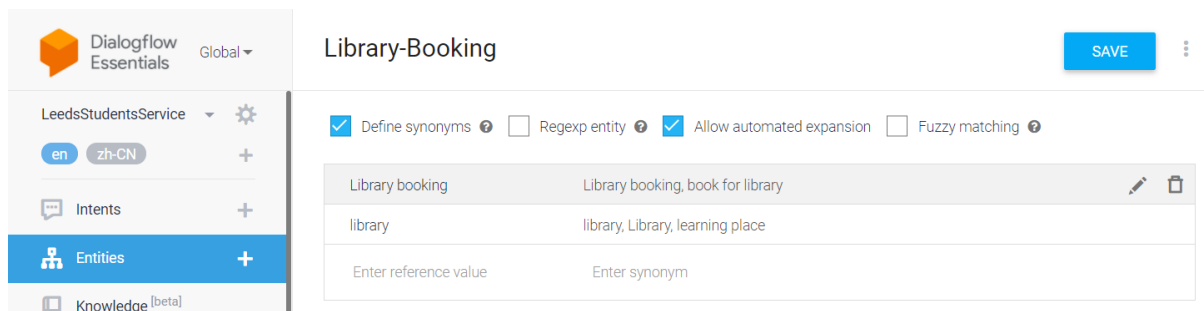 Dialogflow
Essentials
Global
Library-Booking
SAVE
LeedsStudentsService
en zh-CN
Define synonyms Regexp entity Allow automated expansion Fuzzy matching
Library booking Library booking, book for library
Intents
library library, Library, learning place
Entities
Enter reference value Enter synonym
Knowledge [beta]